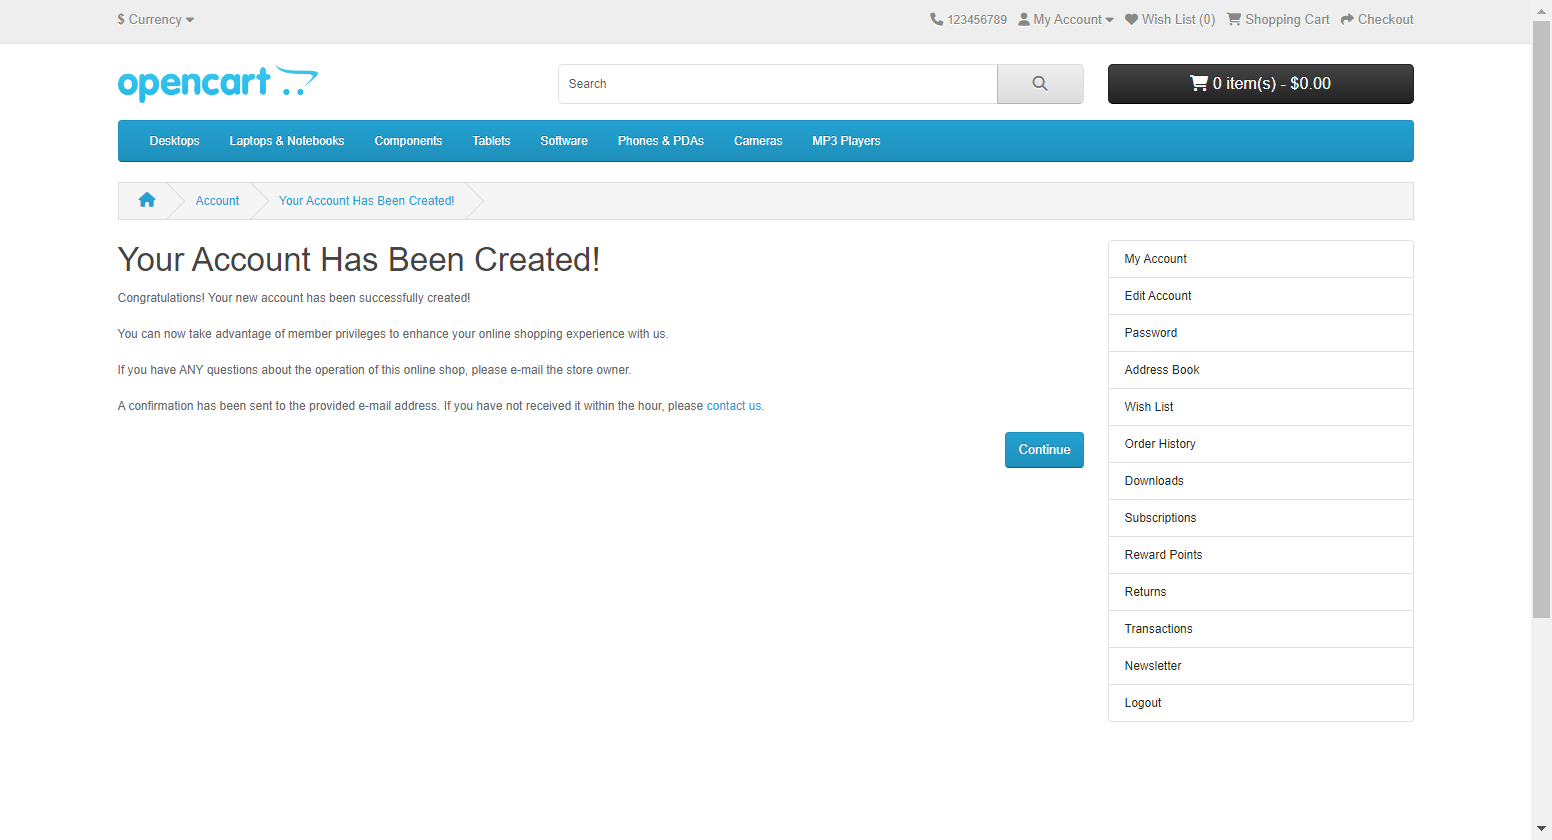 $ Currency
123456789 My Account Wish List (0) Shopping Cart Checkout
opencart
Search
0 item(s) - $0.00
Desktops Laptops & Notebooks Components Tablets Software Phones & PDAs Cameras MP3 Players
Account Your Account Has Been Created!
Your Account Has Been Created!
Congratulations! Your new account has been successfully created!
You can now take advantage of member privileges to enhance your online shopping experience with us.
If you have ANY questions about the operation of this online shop, please e-mail the store owner.
A confirmation has been sent to the provided e-mail address. If you have not received it within the hour, please contact us.
Continue
My Account
Edit Account
Password
Address Book
Wish List
Order History
Downloads
Subscriptions
Reward Points
Returns
Transactions
Newsletter
Logout